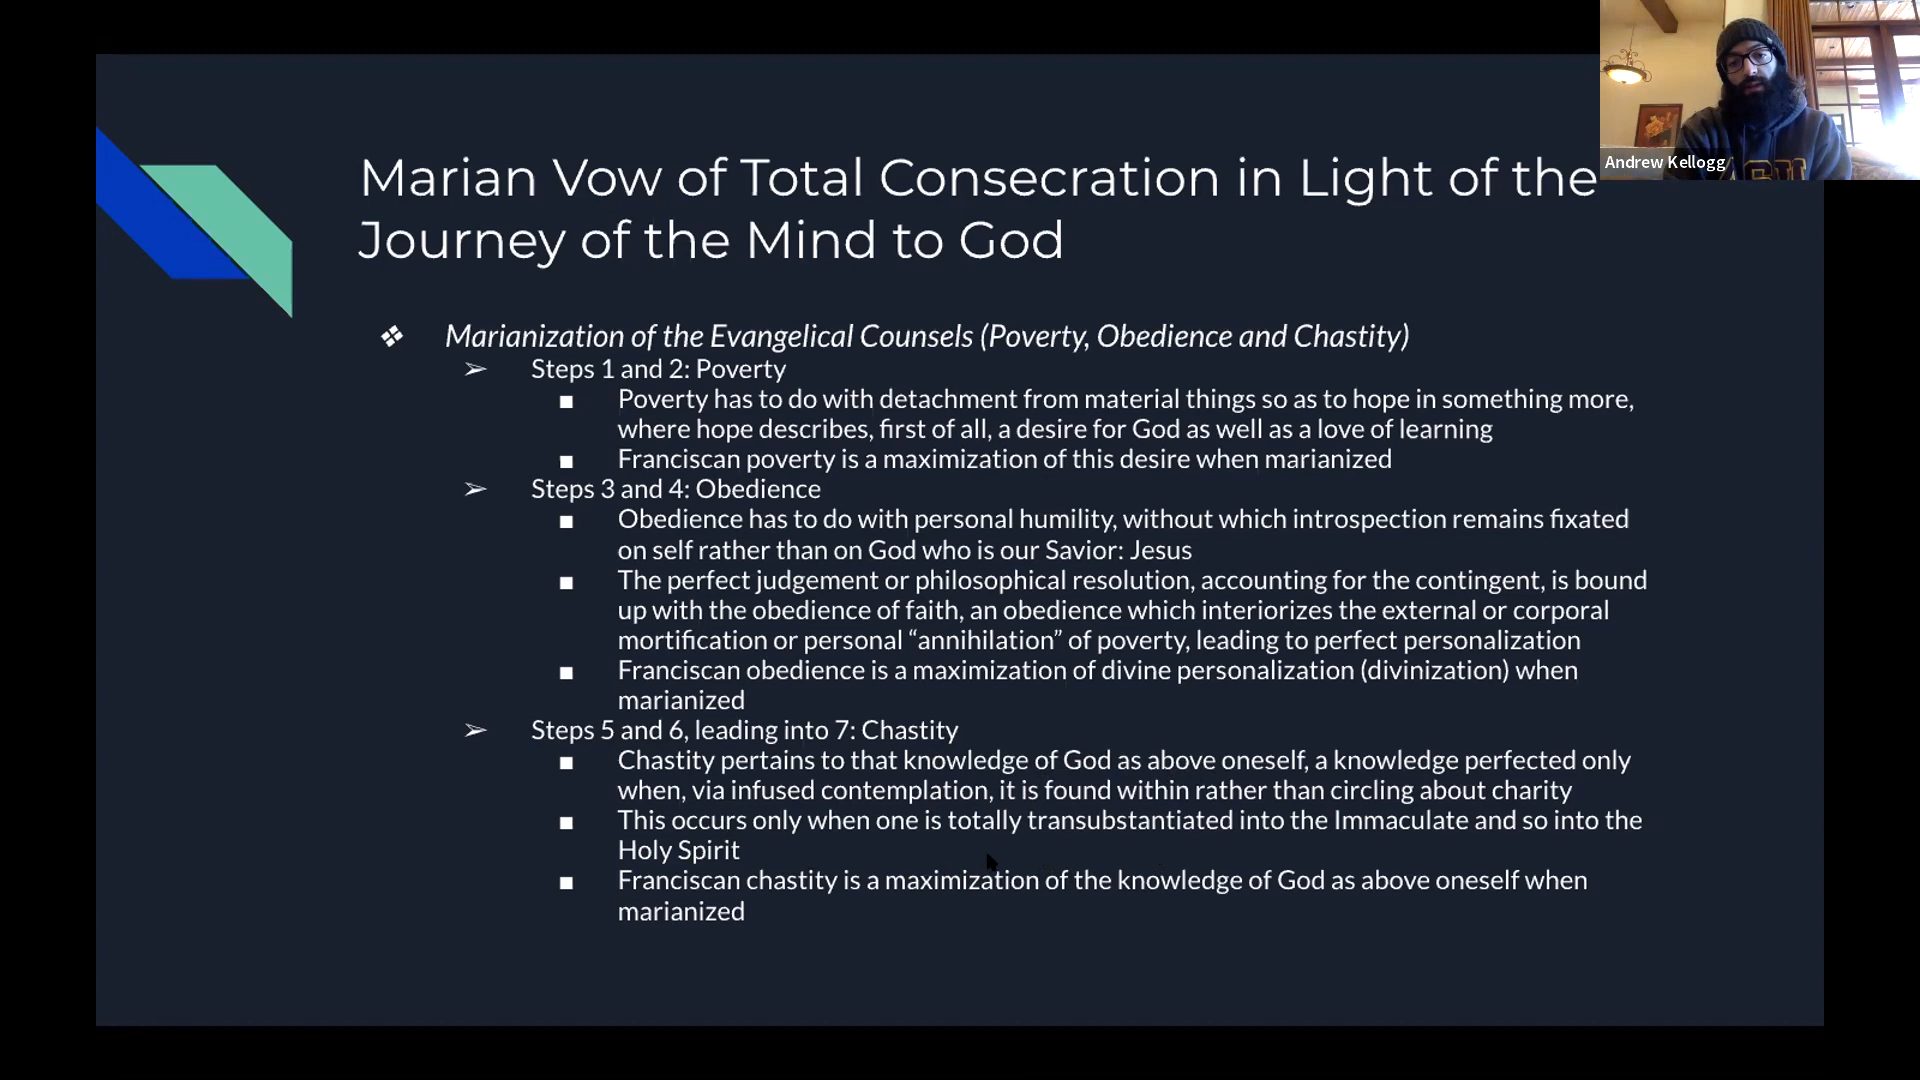 Andrew Kellogg
Marian Vow of Total Consecration in Light of the
Journey of the Mind to God
❖ Marianization of the Evangelical Counsels (Poverty, Obedience and Chastity)
➢ Steps 1 and 2: Poverty
■ Poverty has to do with detachment from material things so as to hope in something more,
where hope describes, first of all, a desire for God as well as a love of learning
■ Franciscan poverty is a maximization of this desire when marianized
➢ Steps 3 and 4: Obedience
■ Obedience has to do with personal humility, without which introspection remains fixated
on self rather than on God who is our Savior: Jesus
■ The perfect judgement or philosophical resolution, accounting for the contingent, is bound
up with the obedience of faith, an obedience which interiorizes the external or corporal
mortification or personal “annihilation” of poverty, leading to perfect personalization
■ Franciscan obedience is a maximization of divine personalization (divinization) when
marianized
➢ Steps 5 and 6, leading into 7: Chastity
■ Chastity pertains to that knowledge of God as above oneself, a knowledge perfected only
when, via infused contemplation, it is found within rather than circling about charity
■ This occurs only when one is totally transubstantiated into the Immaculate and so into the
Holy Spirit
■ Franciscan chastity is a maximization of the knowledge of God as above oneself when
marianized